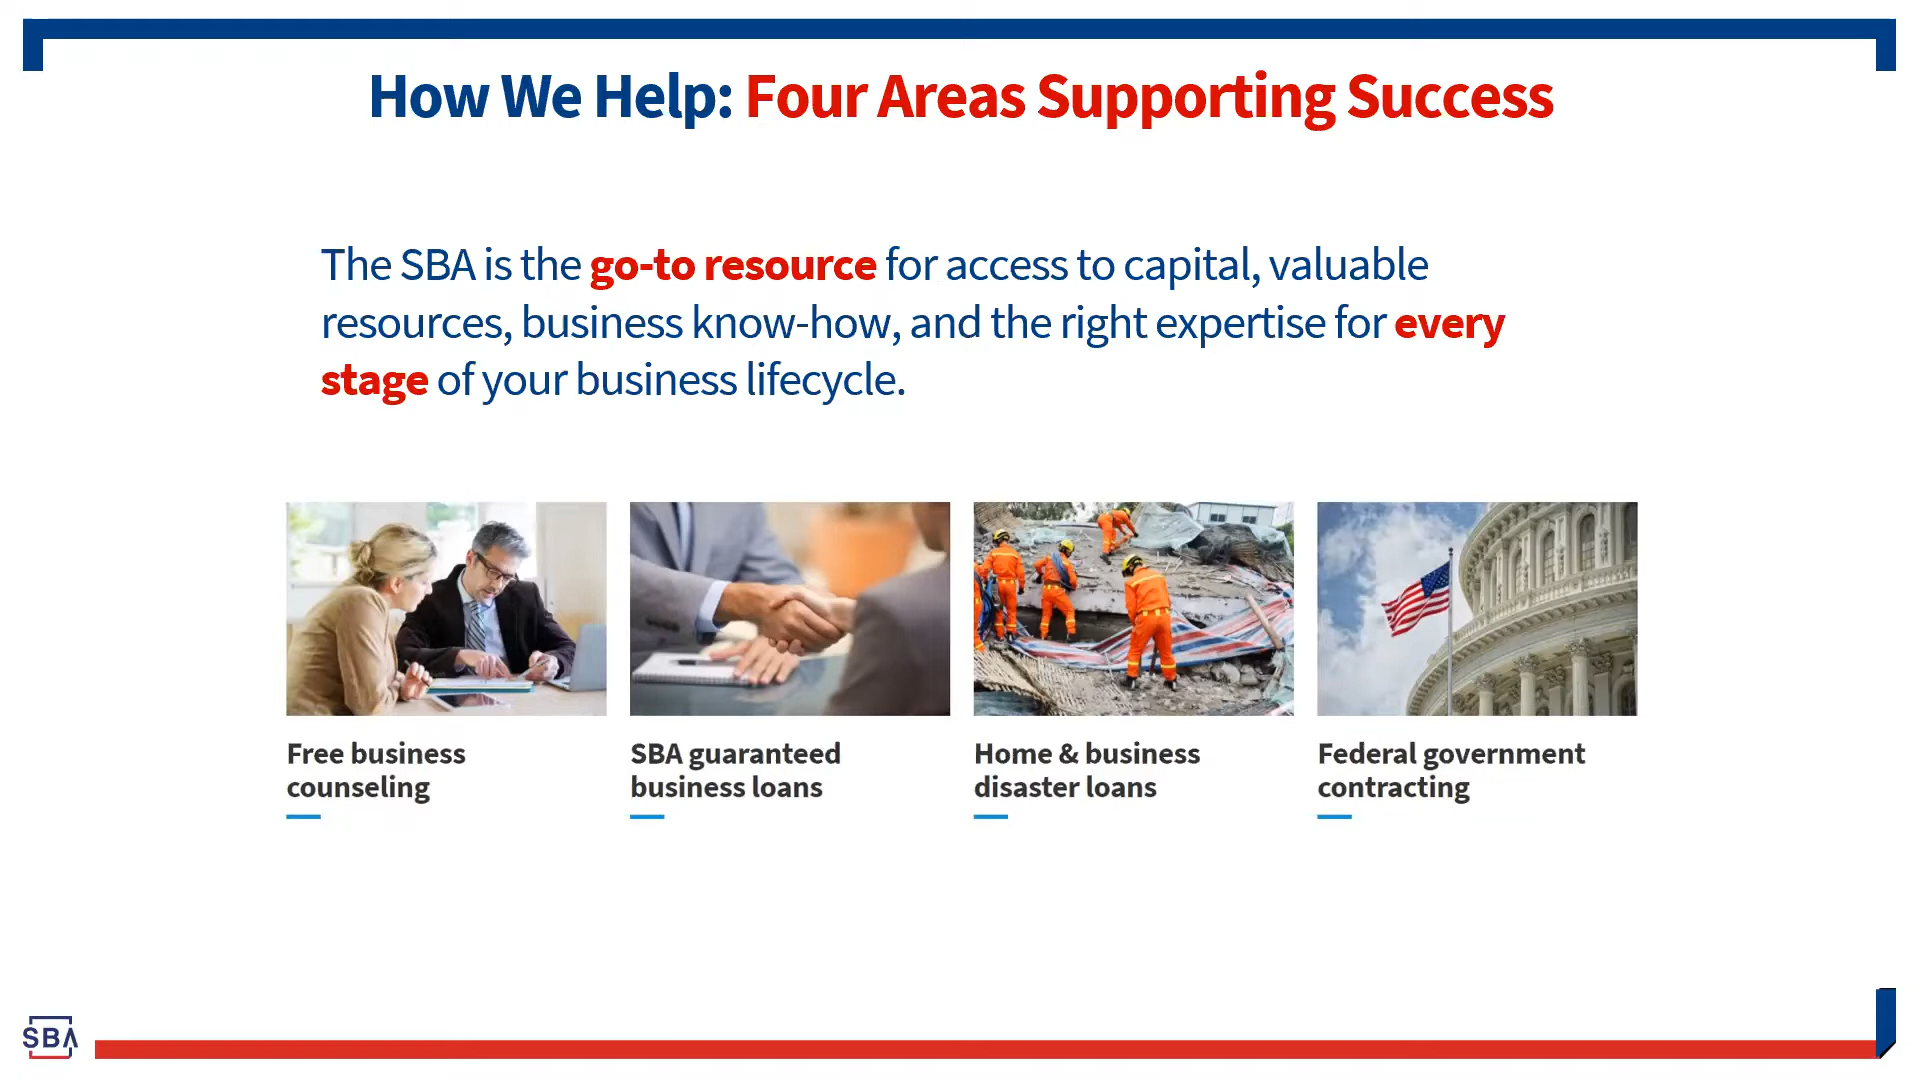 How We Help: Four Areas Supporting Success
The SBA is the go-to resource for access to capital, valuable
resources, business know-how, and the right expertise for every
stage of your business lifecycle.
Free business
counseling
SBA guaranteed
business loans
Home & business
disaster loans
Federal government
contracting
SBA